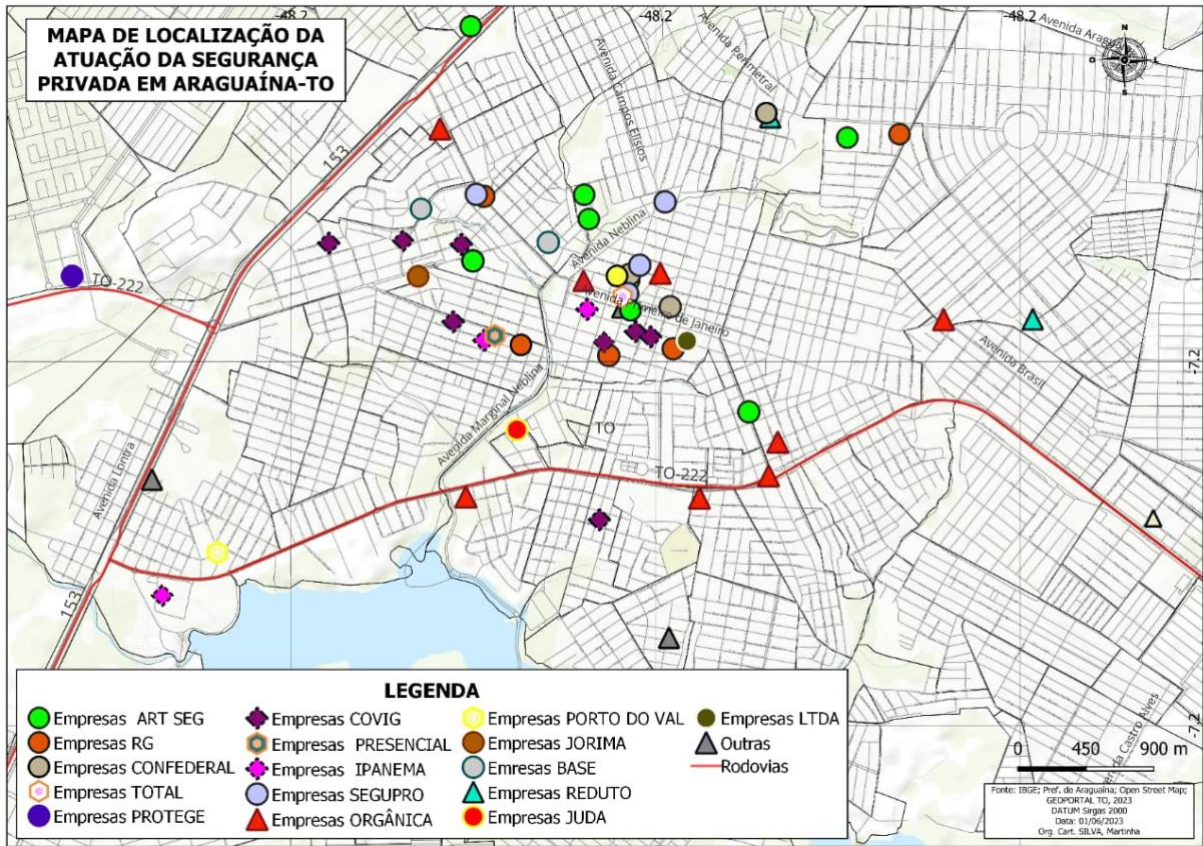 MAPA DE LOCALIZAÇÃO DA
ATUAÇÃO DA SEGURANÇA
PRIVADA EM ARAGUAÍNA-TO
-48.2
-48.2
-48.2
N
O
L
S
Avenida Perimetral
Avenida Campos Elísios
153
Avenida Neblina
TO-222
de Janeiro
-7.2
Avenida Brasil
Avenida Marginal Neblina
TO
TO-222
Avenida Lontra
153
Avenida Castro Alves
-7.2
LEGENDA
Empresas ART SEG
Empresas RG
Empresas CONFEDERAL
Empresas TOTAL
Empresas PROTEGE
Empresas COVIG
Empresas PRESENCIAL
Empresas IPANEMA
Empresas SEGUPRO
Empresas ORGÂNICA
Empresas PORTO DO VAL
Empresas JORIMA
Emresas BASE
Empresas REDUTO
Empresas JUDA
Empresas LTDA
Outras
Rodovias
0 450 900 m
Fonte: IBGE; Pref. de Araguaína; Open Street Map;
GEOPORTAL TO, 2023
DATUM Sirgas 2000
Data: 01/06/2023
Org. Cart. SILVA, Martinha